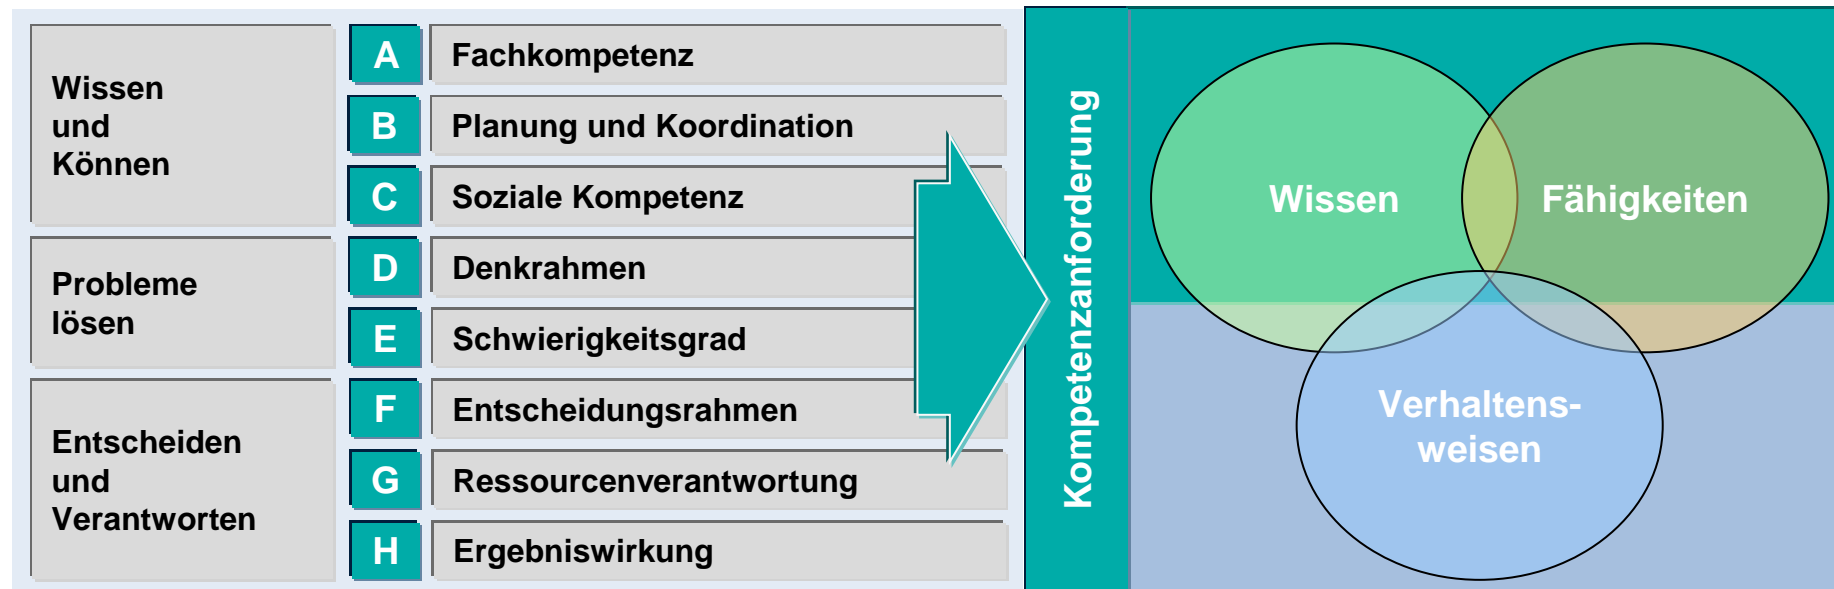 Wissen
und
Können
A
Fachkompetenz
B
Planung und Koordination
C
Soziale Kompetenz
Probleme
lösen
D
Denkrahmen
E
Schwierigkeitsgrad
Entscheiden
und
Verantworten
F
Entscheidungsrahmen
G
Ressourcenverantwortung
H
Ergebniswirkung
Kompetenzanforderung
Wissen
Fähigkeiten
Verhaltens-
weisen